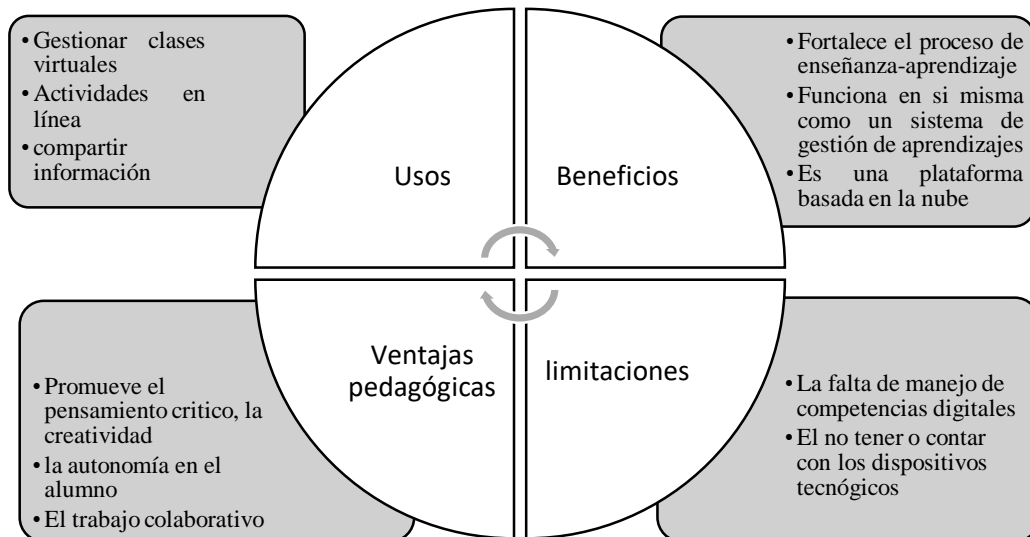 • Gestionar clases
virtuales
• Actividades en
línea
• compartir
información
Usos
Beneficios
• Fortalece el proceso de
enseñanza-aprendizaje
• Funciona en si misma
como un sistema de
gestión de aprendizajes
• Es una plataforma
basada en la nube
Ventajas
pedagógicas
limitaciones
• Promueve el
pensamiento critico, la
creatividad
• la autonomía en el
alumno
• El trabajo colaborativo
• La falta de manejo de
competencias digitales
• El no tener o contar
con los dispositivos
tecnógicos